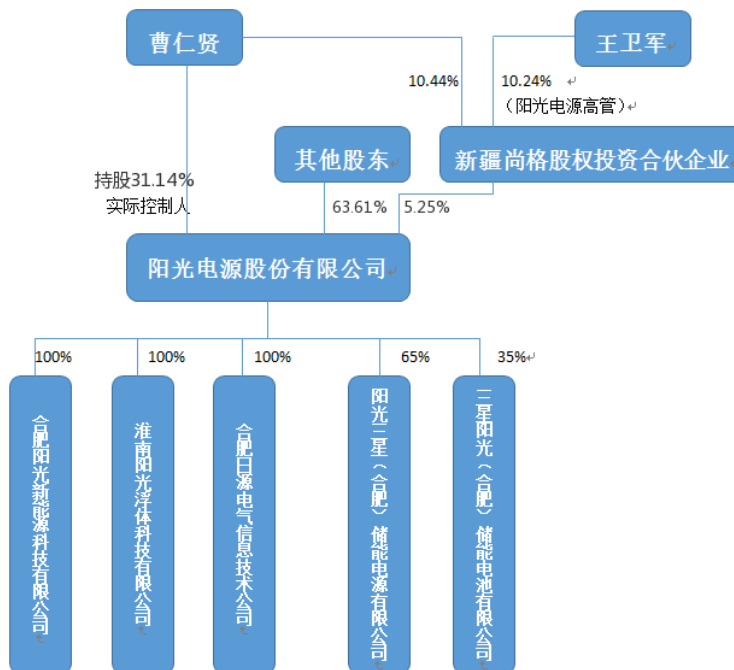 曹仁贤
王卫军
10.44%
10.24%
（阳光电源高管）
其他股东
新疆尚格股权投资合伙企业
持股31.14%
实际控制人
63.61%
5.25%
阳光电源股份有限公司
100%
100%
100%
65%
35%
合肥阳光新能源科技有限公司
淮南阳光浮体科技有限公司
合肥日源电气信息技术公司
阳光三星（合肥）储能电源有限公司
三星阳光（合肥）储能电池有限公司